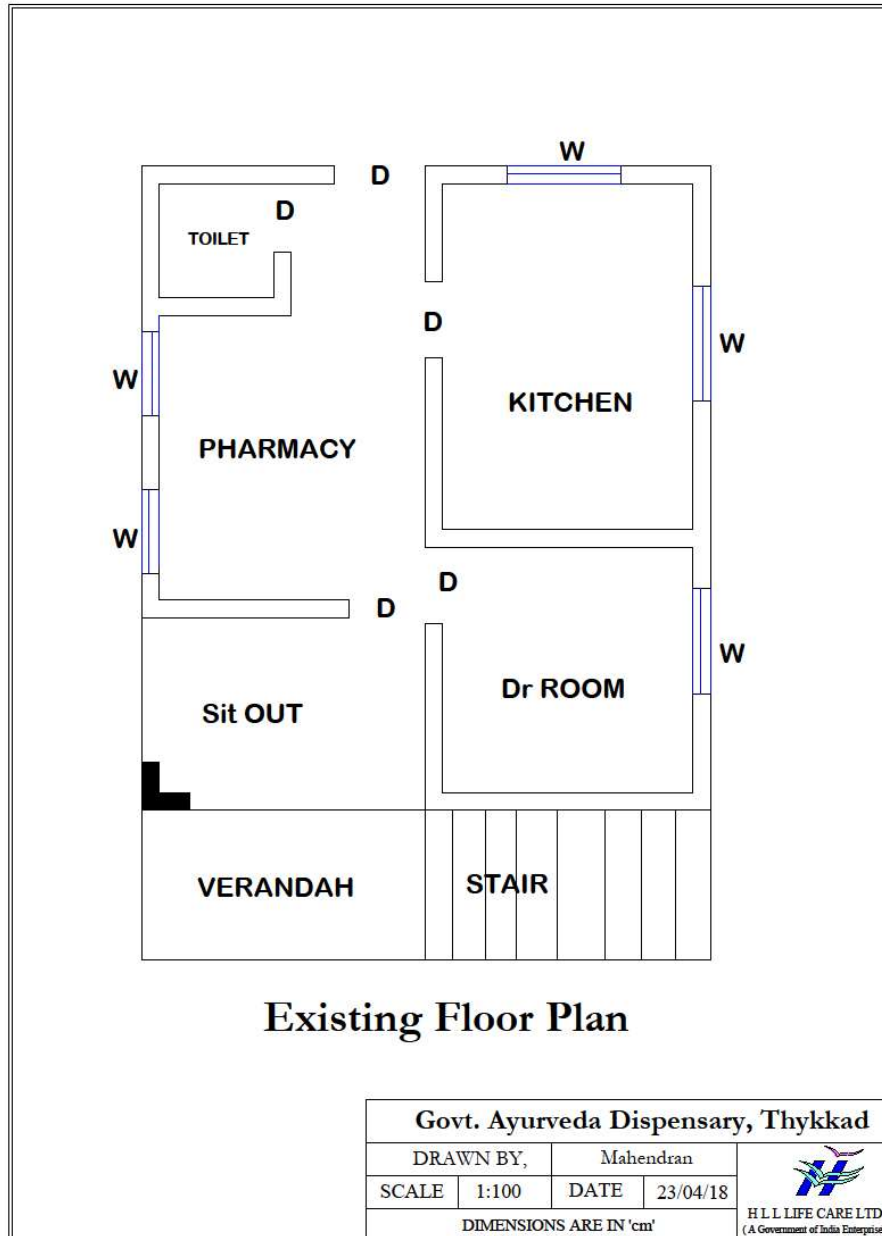 W
D
D
TOILET
D
W
W
KITCHEN
PHARMACY
W
D
D
W
Dr ROOM
Sit OUT
STAIR
VERANDAH
Existing Floor Plan
Govt. Ayurveda Dispensary, Thykkad
DRAWN BY, Mahendran
SCALE 1:100 DATE 23/04/18
H L L LIFE CARE LTD
DIMENSIONS ARE IN 'cm'
( A Government of India Enterprise